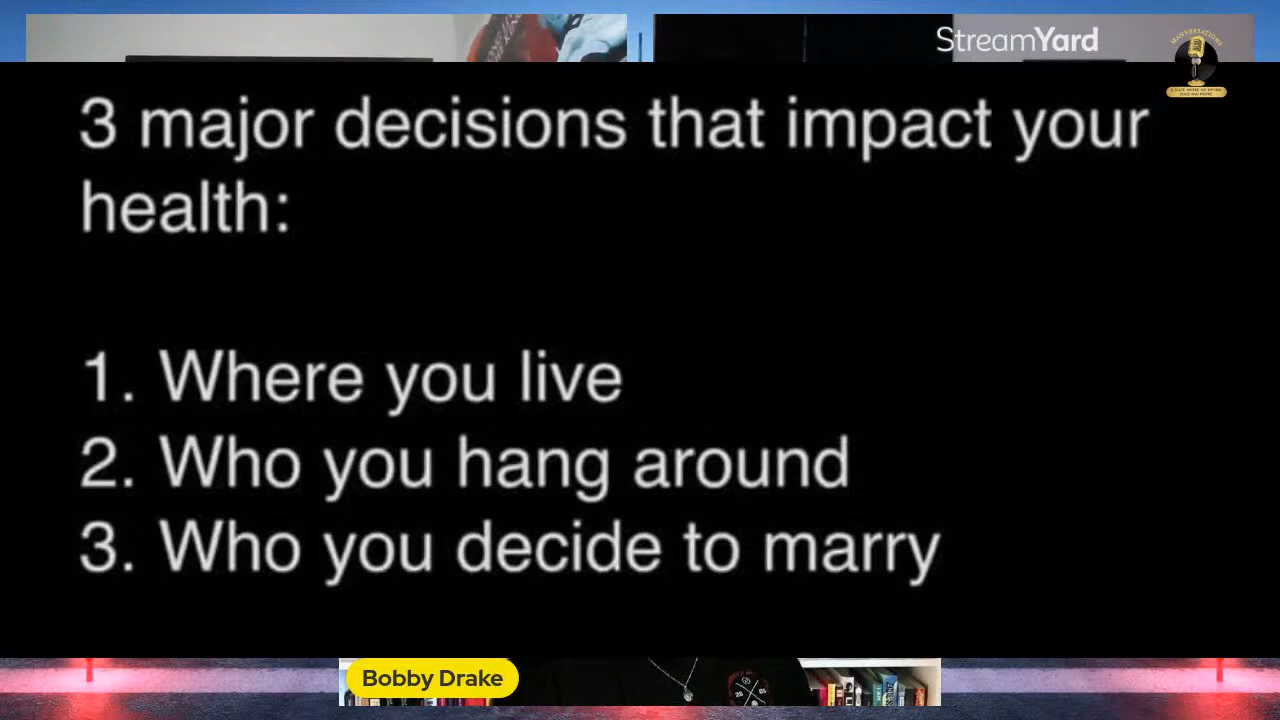 StreamYard
MANVERSATIONS
3 major decisions that impact your
health:
1. Where you live
2. Who you hang around
3. Who you decide to marry
Bobby Drake